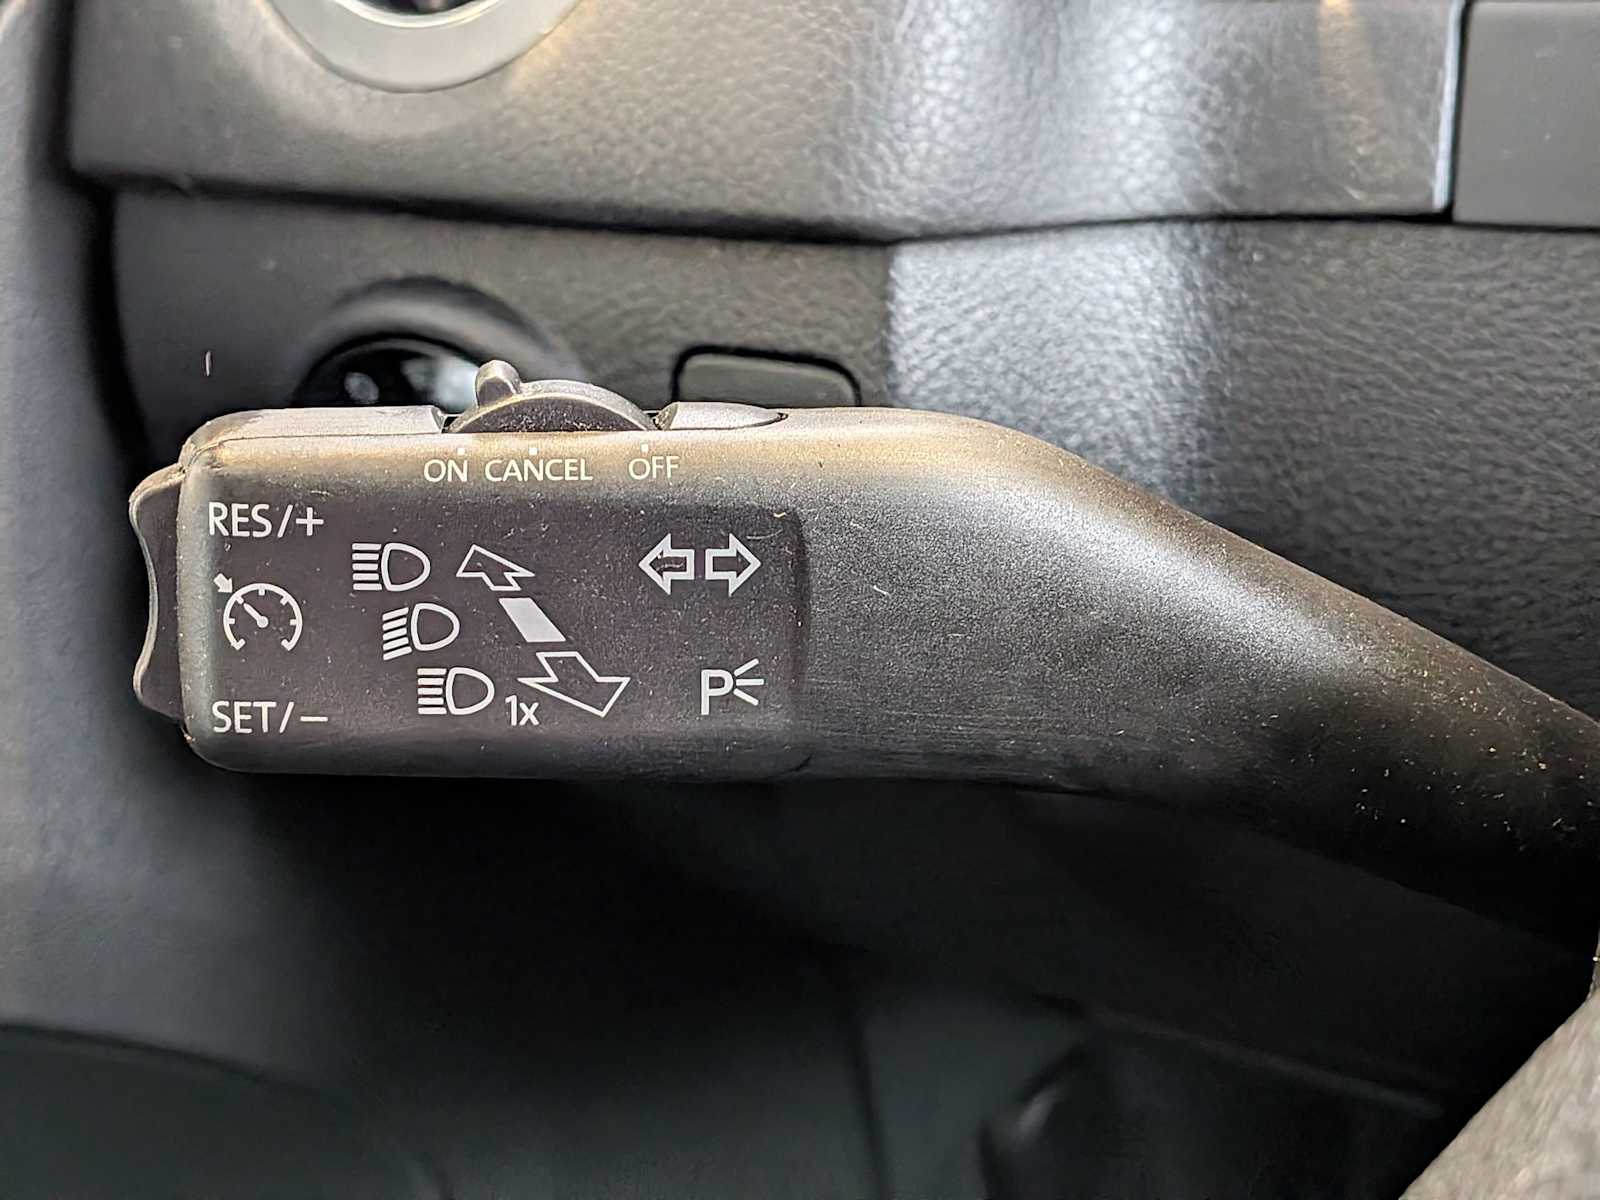 ON CANCEL OFF
RES/+
SET/−
1x
P